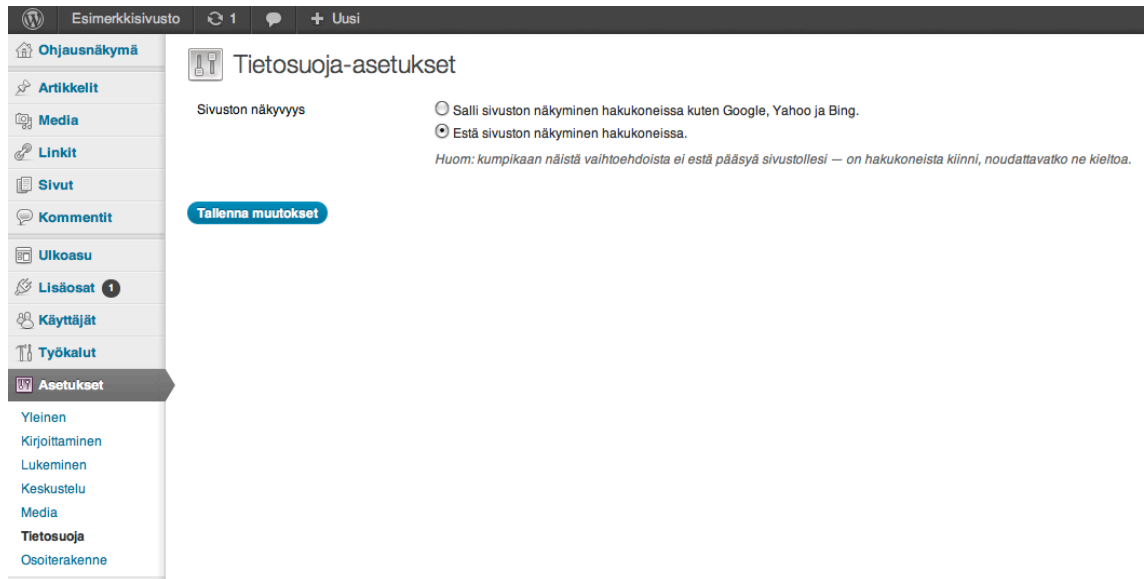 Esimerkkisivusto 1 + Uusi
Ohjausnäkymä
Artikkelit
Media
Linkit
Sivut
Kommentit
Ulkoasu
Lisäosat 1
Käyttäjät
Työkalut
Asetukset
Yleinen
Kirjoittaminen
Lukeminen
Keskustelu
Media
Tietosuoja
Osoiterakenne
Tietosuoja-asetukset
Sivuston näkyvyys
Salli sivuston näkyminen hakukoneissa kuten Google, Yahoo ja Bing.
Estä sivuston näkyminen hakukoneissa.
Huom: kumpikaan näistä vaihtoehdoista ei estä pääsyä sivustollesi — on hakukoneista kiinni, noudattavatko ne kieltoa.
Tallenna muutokset